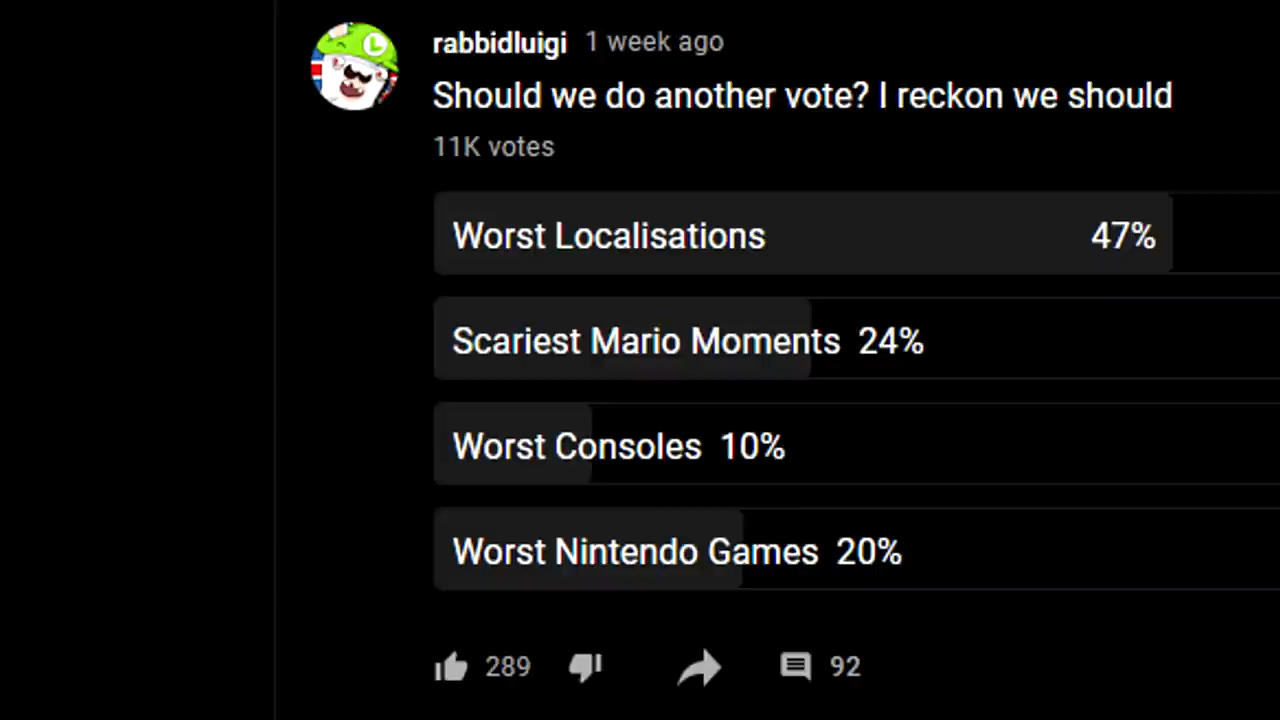 rabbidluigi 1 week ago
Should we do another vote? I reckon we should
11K votes
Worst Localisations 47%
Scariest Mario Moments 24%
Worst Consoles 10%
Worst Nintendo Games 20%
289 92